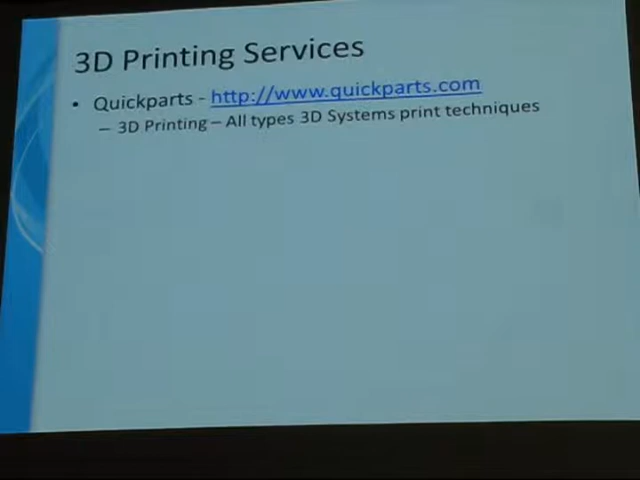 3D Printing Services
• Quickparts - http://www.quickparts.com
– 3D Printing – All types 3D Systems print techniques